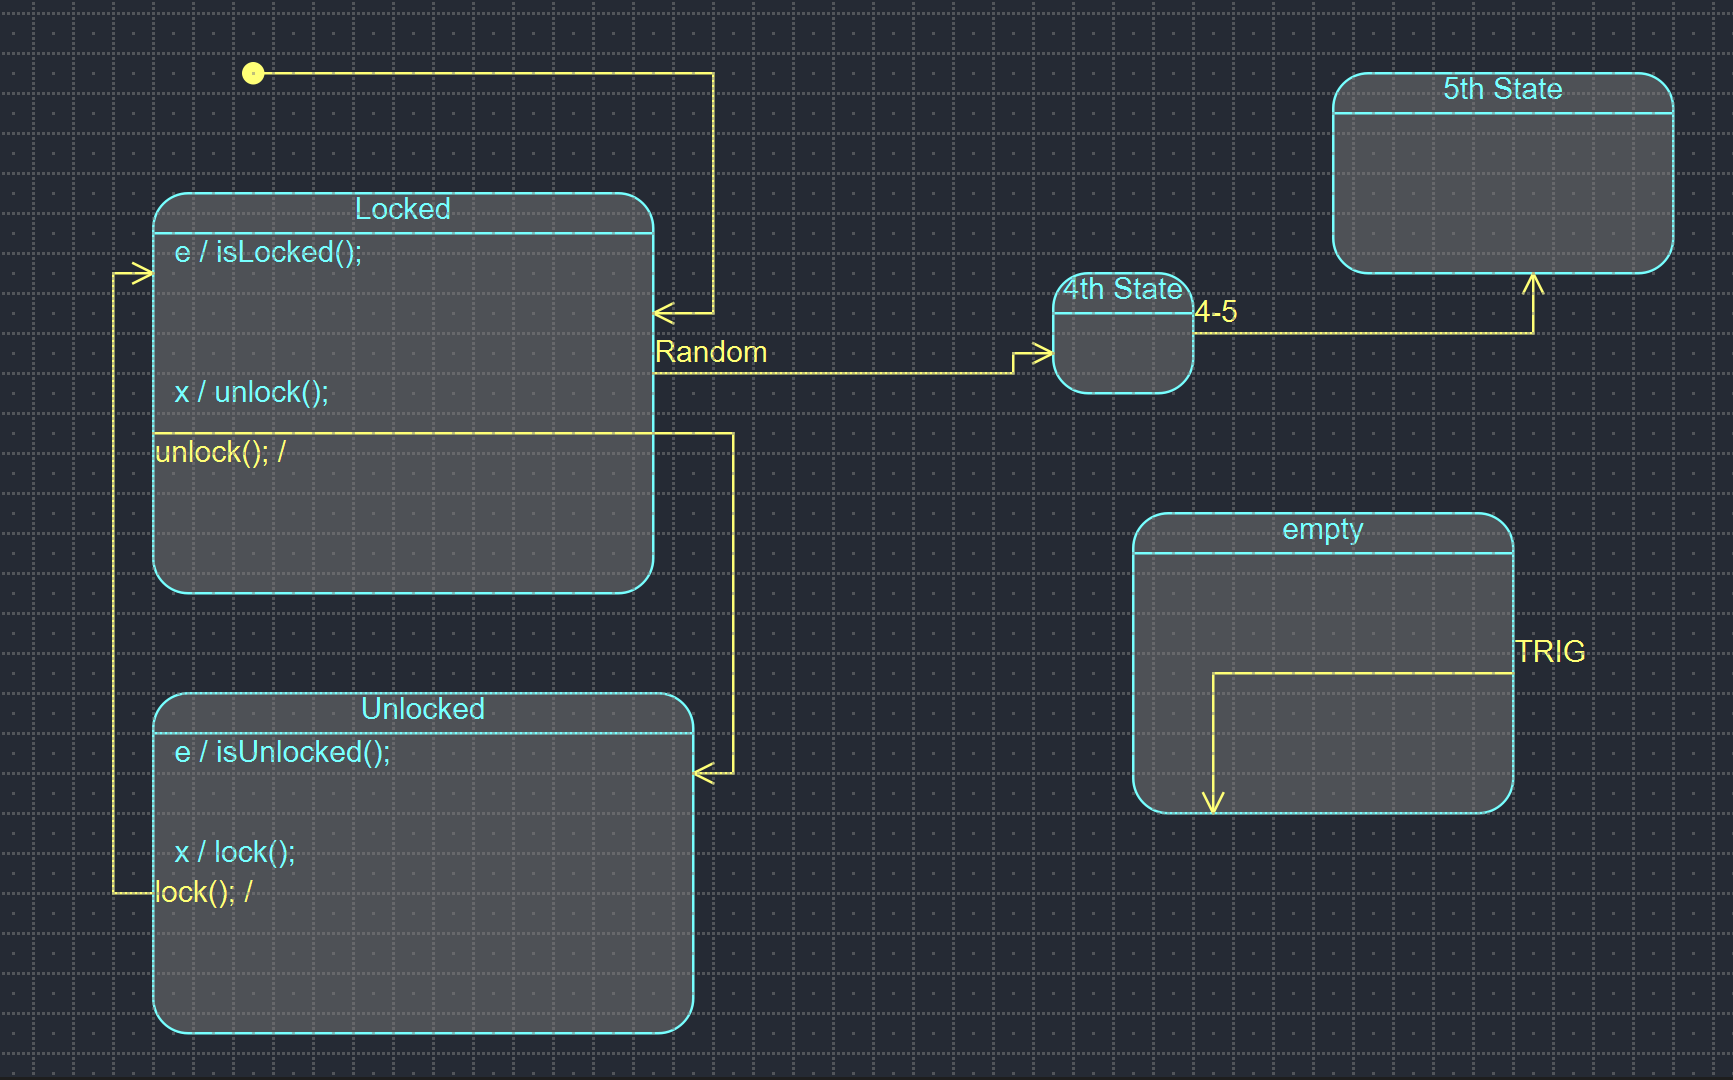 5th State
Locked
e / isLocked();
4th State
4-5
Random
x / unlock();
unlock(); /
empty
TRIG
Unlocked
e / isUnlocked();
x / lock();
lock(); /